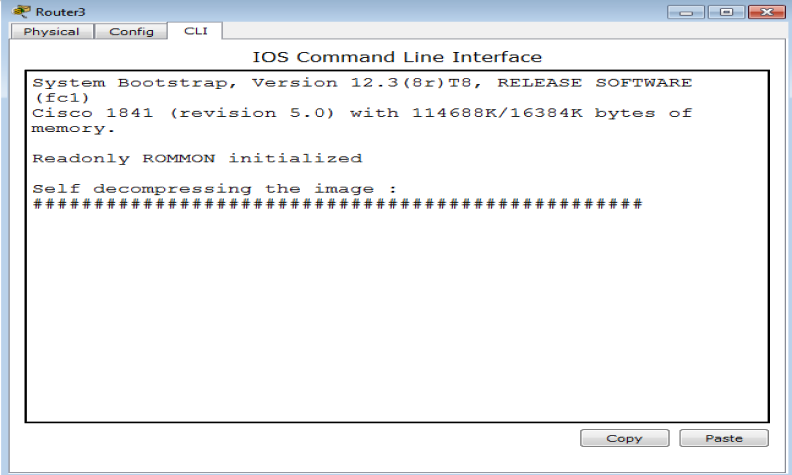 Router3
Physical Config CLI
IOS Command Line Interface
System Bootstrap, Version 12.3(8r)T8, RELEASE SOFTWARE
(fc1)
Cisco 1841 (revision 5.0) with 114688K/16384K bytes of
memory.
Readonly ROMMON initialized
Self decompressing the image :
##################################################
Copy Paste